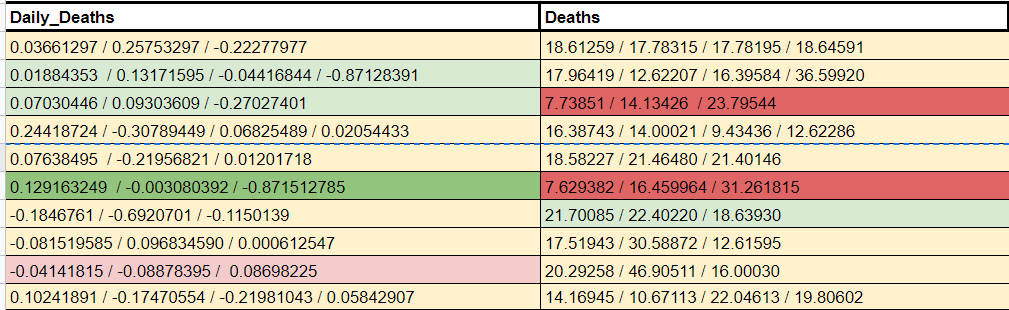 Daily_Deaths Deaths
0.03661297 / 0.25753297 / -0.22277977 18.61259 / 17.78315 / 17.78195 / 18.64591
0.01884353 / 0.13171595 / -0.04416844 / -0.87128391 17.96419 / 12.62207 / 16.39584 / 36.59920
0.07030446 / 0.09303609 / -0.27027401 7.73851 / 14.13426 / 23.79544
0.24418724 / -0.30789449 / 0.06825489 / 0.02054433 16.38743 / 14.00021 / 9.43436 / 12.62286
0.07638495 / -0.21956821 / 0.01201718 18.58227 / 21.46480 / 21.40146
0.129163249 / -0.003080392 / -0.871512785 7.629382 / 16.459964 / 31.261815
-0.1846761 / -0.6920701 / -0.1150139 21.70085 / 22.40220 / 18.63930
-0.081519585 / 0.096834590 / 0.000612547 17.51943 / 30.58872 / 12.61595
-0.04141815 / -0.08878395 / 0.08698225 20.29258 / 46.90511 / 16.00030
0.10241891 / -0.17470554 / -0.21981043 / 0.05842907 14.16945 / 10.67113 / 22.04613 / 19.80602